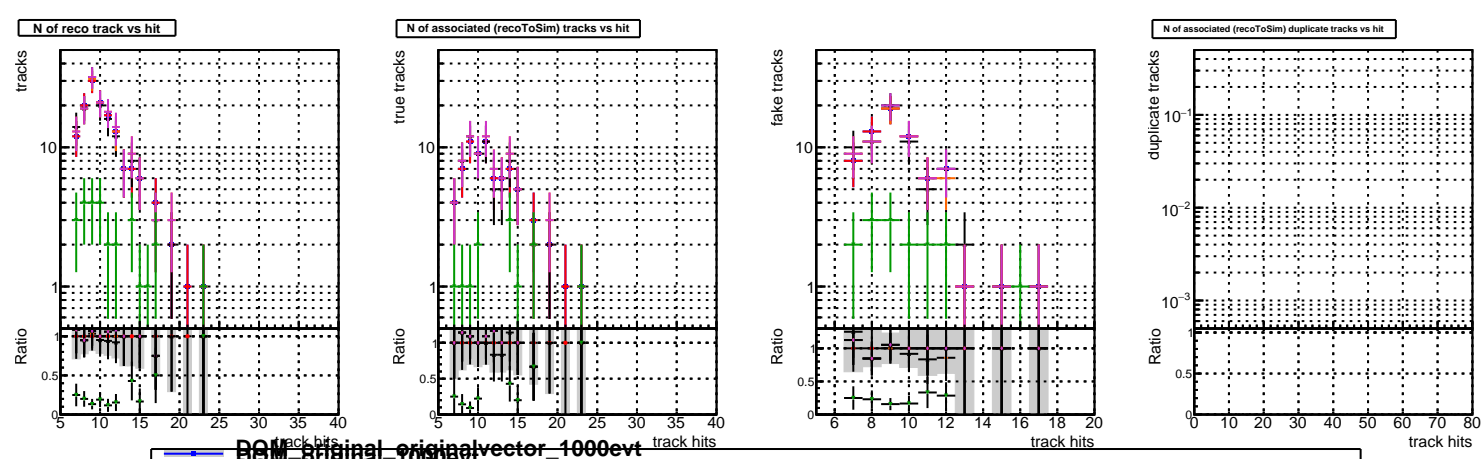 N of reco track vs hit
N of associated (recoToSim) tracks vs hit
N of associated (recoToSim) duplicate tracks vs hit
tracks
10
1
Ratio
1
0.5
0
5 10 15 20 25 30 35 40
track hits
true tracks
10
1
Ratio
1
0.5
0
5 10 15 20 25 30 35 40
track hits
fake tracks
10
1
Ratio
1
0.5
0
6 8 10 12 14 16 18 20
track hits
duplicate tracks
10⁻¹
10⁻²
10⁻³
Ratio
1
0.5
0
0 10 20 30 40 50 60 70 80
track hits
DQM_original_originalvector_1000evt